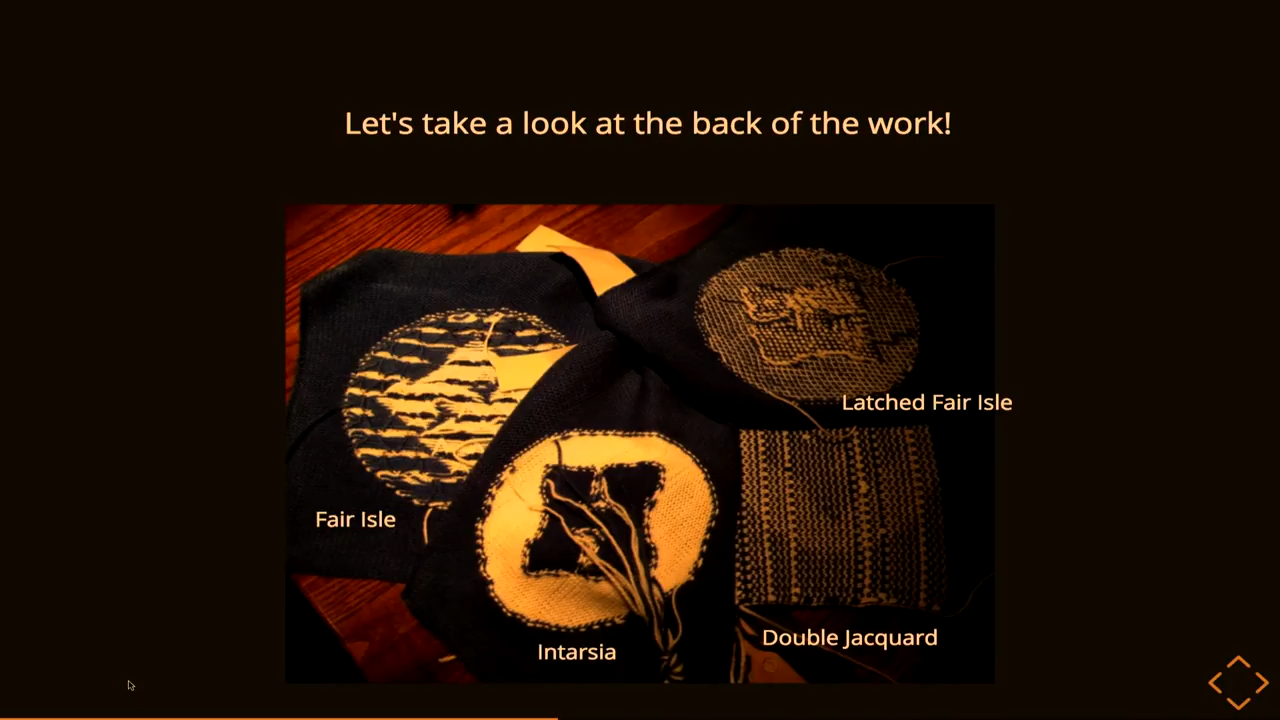 Let's take a look at the back of the work!
Latched Fair Isle
Fair Isle
Double Jacquard
Intarsia